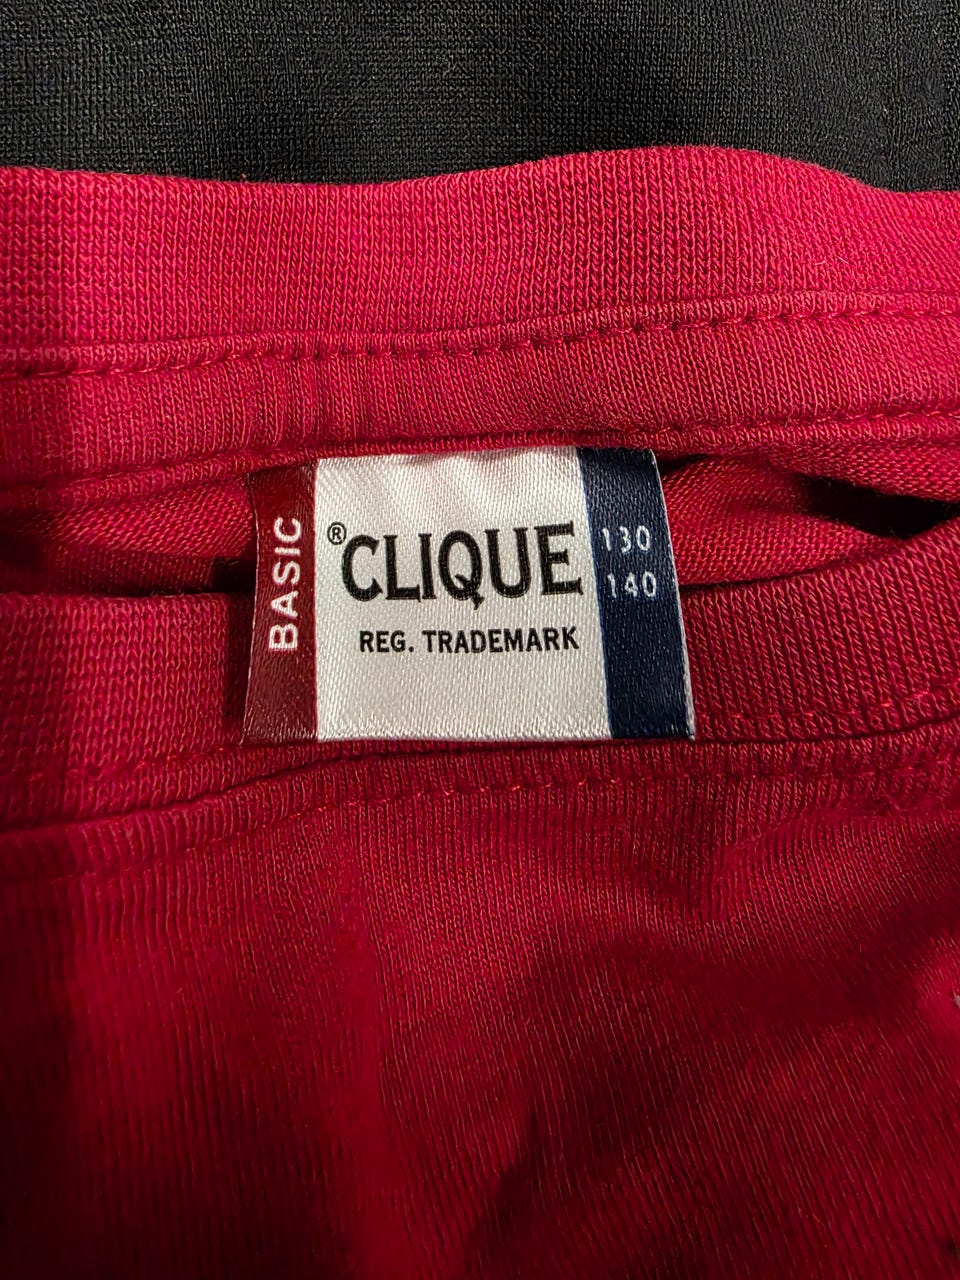 BASIC
®CLIQUE
REG. TRADEMARK
130
140